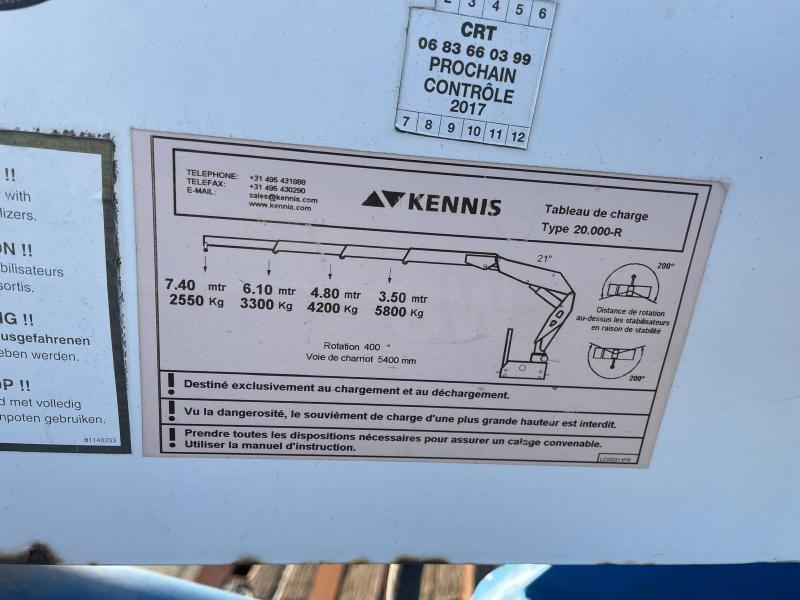 3 4 5 6
CRT
06 83 66 03 99
PROCHAIN
CONTRÔLE
2017
7 8 9 10 11 12
!!
with
lizers.
N !!
bilisateurs
sortis.
G !!
usgefahrenen
eben werden.
P !!
d met volledig
npoten gebruiken.
81140203
TELEPHONE: +31 495 431888
TELEFAX: +31 495 430290
E-MAIL: sales@kennis.com
www.kennis.com
KENNIS
Tableau de charge
Type 20.000-R
21°
200°
7.40 mtr 6.10 mtr 4.80 mtr 3.50 mtr
2550 Kg 3300 Kg 4200 Kg 5800 Kg
Distance de rotation
au-dessus les stabilisateurs
en raison de stabilité
200°
Rotation 400 °
Voie de charriot 5400 mm
! Destiné exclusivement au chargement et au déchargement.
! Vu la dangerosité, le souvièment de charge d'une plus grande hauteur est interdit.
! Prendre toutes les dispositions nécessaires pour assurer un calage convenable.
Utiliser la manuel d'instruction.